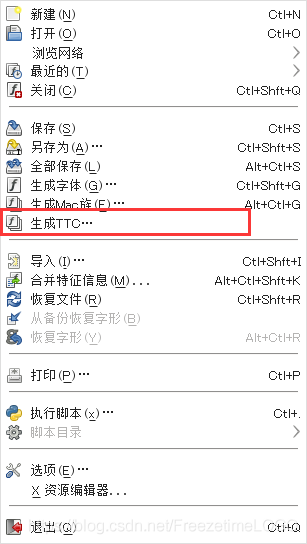 新建(N) Ctl+N
打开(O) Ctl+O
浏览网络
最近的(T)
关闭(C) Ctl+Shft+Q
保存(S) Ctl+S
另存为(A)… Ctl+Shft+S
全部保存(L) Alt+Ctl+S
生成字体(G)… Ctl+Shft+G
生成Mac族(F)… Alt+Ctl+G
生成TTC…
导入(I)… Ctl+Shft+I
合并特征信息(M)... Alt+Ctl+Shft+K
恢复文件(R) Ctl+Shft+R
从备份恢复字形(B)
恢复字形(Y) Alt+Ctl+R
打印(P)… Ctl+P
执行脚本(x)… Ctl+.
脚本目录
选项(E)…
X 资源编辑器...
退出(Q) Ctl+Q